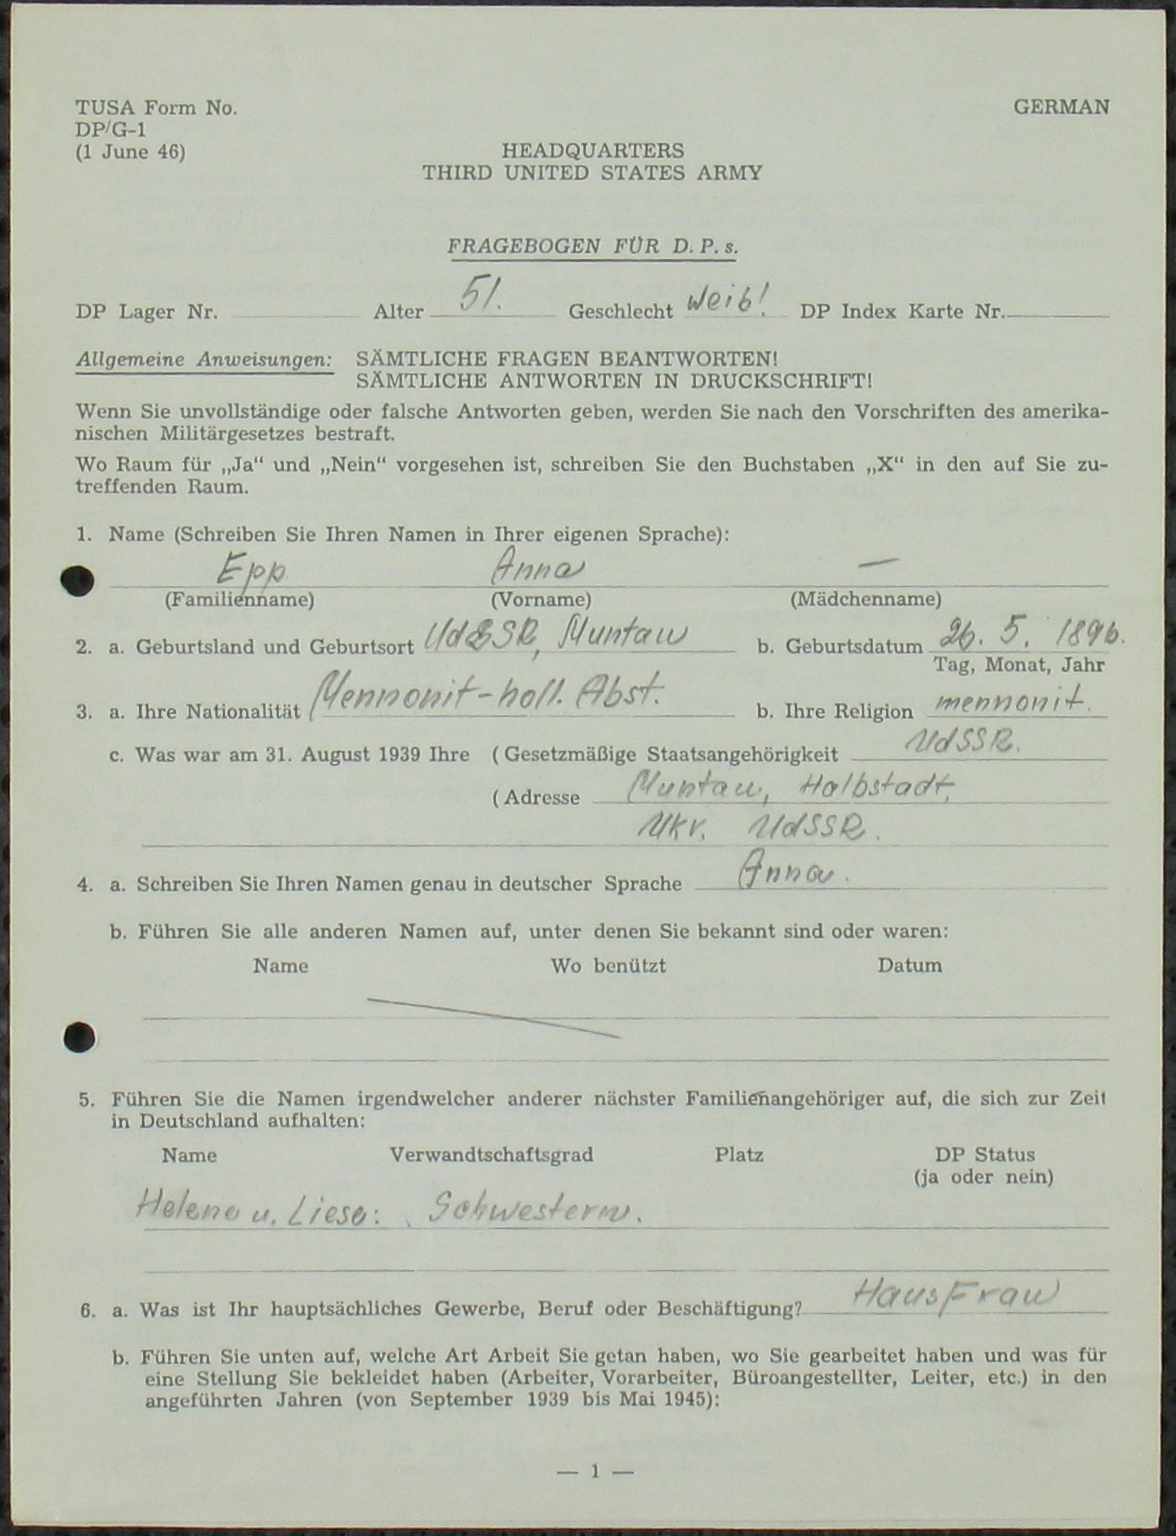 TUSA Form No.
DP/G-1
(1 June 46)
GERMAN
HEADQUARTERS
THIRD UNITED STATES ARMY
FRAGEBOGEN FÜR D. P. s.
DP Lager Nr. Alter 51. Geschlecht weib! DP Index Karte Nr.
Allgemeine Anweisungen: SÄMTLICHE FRAGEN BEANTWORTEN!
SÄMTLICHE ANTWORTEN IN DRUCKSCHRIFT!
Wenn Sie unvollständige oder falsche Antworten geben, werden Sie nach den Vorschriften des amerika-
nischen Militärgesetzes bestraft.
Wo Raum für „Ja“ und „Nein“ vorgesehen ist, schreiben Sie den Buchstaben „X“ in den auf Sie zu-
treffenden Raum.
1. Name (Schreiben Sie Ihren Namen in Ihrer eigenen Sprache):
Epp Anna —
(Familienname) (Vorname) (Mädchenname)
2. a. Geburtsland und Geburtsort UdSSR, Muntau b. Geburtsdatum 26. 5. 1896.
Tag, Monat, Jahr
3. a. Ihre Nationalität Mennonit-holl. Abst. b. Ihre Religion mennonit.
c. Was war am 31. August 1939 Ihre ( Gesetzmäßige Staatsangehörigkeit UdSSR.
( Adresse Muntau, Halbstadt,
Ukr. UdSSR.
4. a. Schreiben Sie Ihren Namen genau in deutscher Sprache Anna.
b. Führen Sie alle anderen Namen auf, unter denen Sie bekannt sind oder waren:
Name Wo benützt Datum
5. Führen Sie die Namen irgendwelcher anderer nächster Familienangehöriger auf, die sich zur Zeit
in Deutschland aufhalten:
Name Verwandtschaftsgrad Platz DP Status
(ja oder nein)
Helene u. Liese: Schwestern.
6. a. Was ist Ihr hauptsächliches Gewerbe, Beruf oder Beschäftigung? HausFrau
b. Führen Sie unten auf, welche Art Arbeit Sie getan haben, wo Sie gearbeitet haben und was für
eine Stellung Sie bekleidet haben (Arbeiter, Vorarbeiter, Büroangestellter, Leiter, etc.) in den
angeführten Jahren (von September 1939 bis Mai 1945):
— 1 —